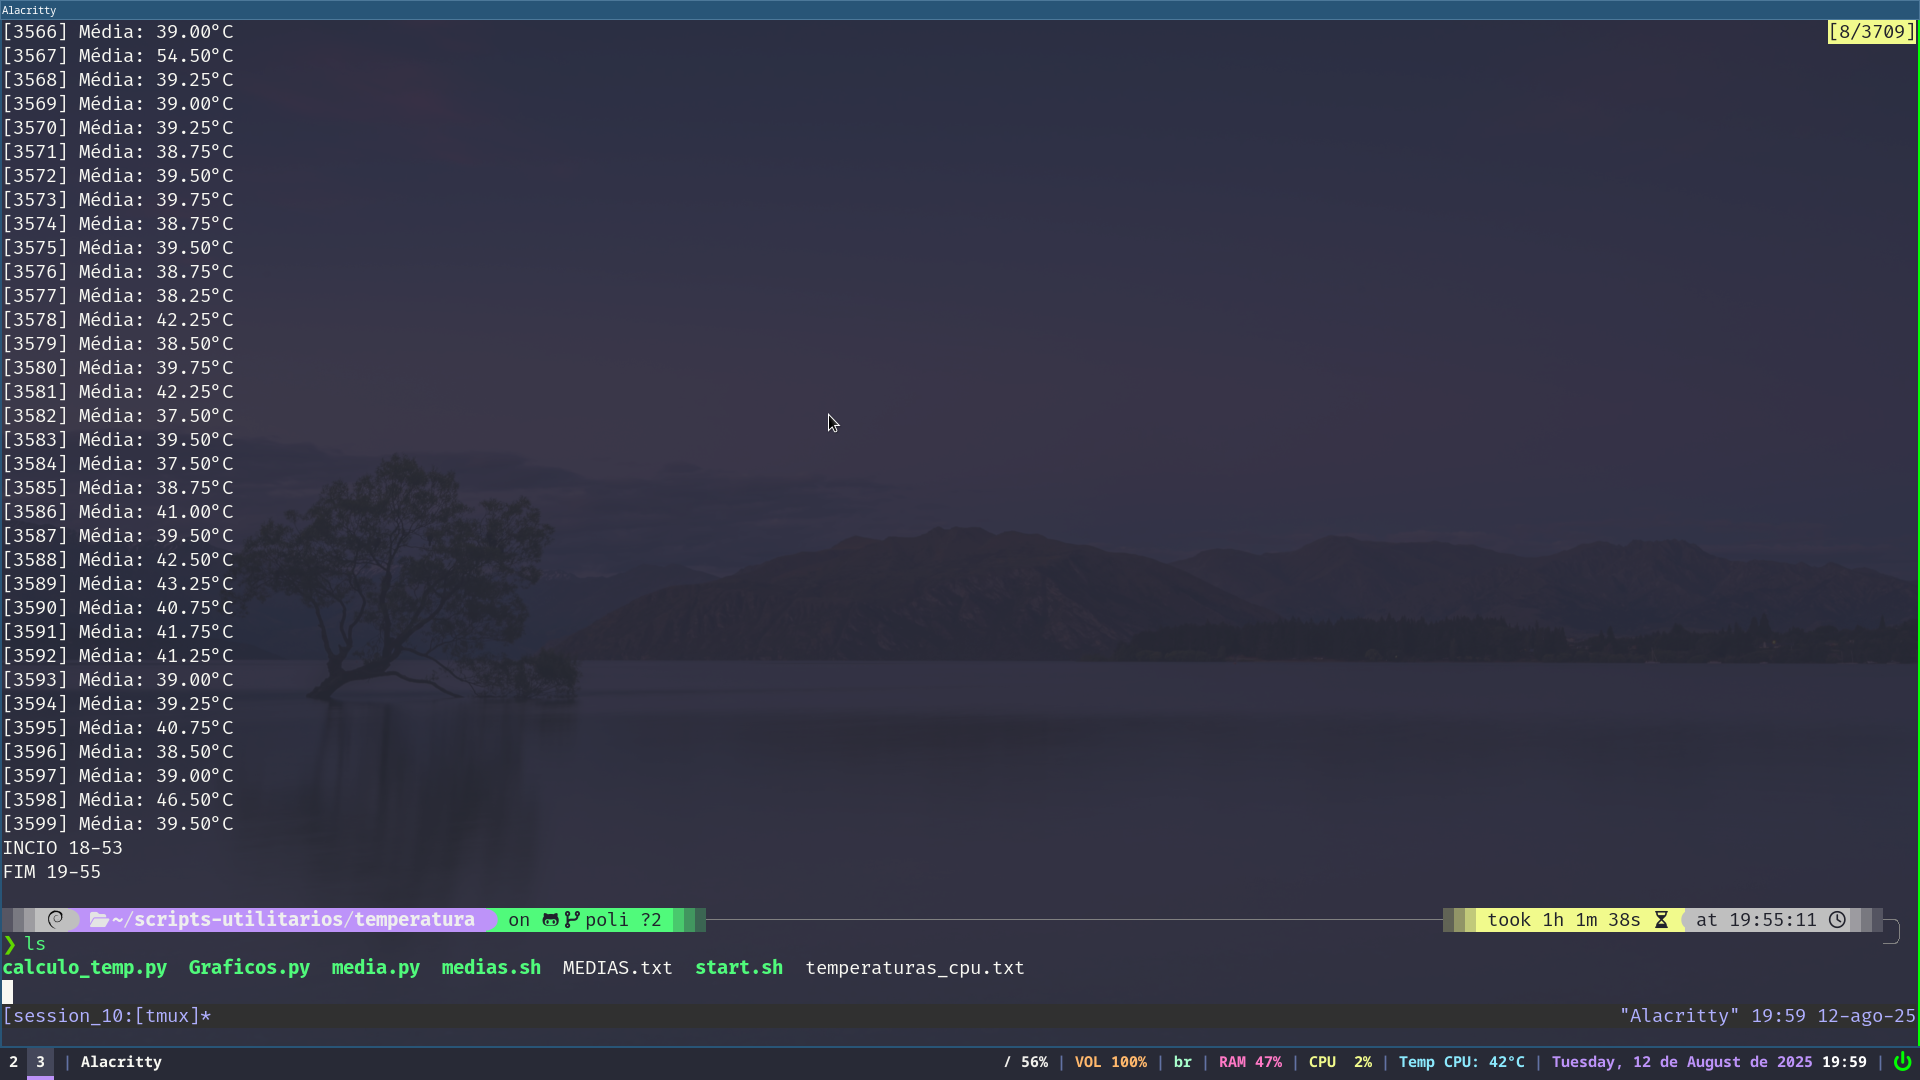 Alacritty
[3566] Média: 39.00°C [8/3709]
[3567] Média: 54.50°C
[3568] Média: 39.25°C
[3569] Média: 39.00°C
[3570] Média: 39.25°C
[3571] Média: 38.75°C
[3572] Média: 39.50°C
[3573] Média: 39.75°C
[3574] Média: 38.75°C
[3575] Média: 39.50°C
[3576] Média: 38.75°C
[3577] Média: 38.25°C
[3578] Média: 42.25°C
[3579] Média: 38.50°C
[3580] Média: 39.75°C
[3581] Média: 42.25°C
[3582] Média: 37.50°C
[3583] Média: 39.50°C
[3584] Média: 37.50°C
[3585] Média: 38.75°C
[3586] Média: 41.00°C
[3587] Média: 39.50°C
[3588] Média: 42.50°C
[3589] Média: 43.25°C
[3590] Média: 40.75°C
[3591] Média: 41.75°C
[3592] Média: 41.25°C
[3593] Média: 39.00°C
[3594] Média: 39.25°C
[3595] Média: 40.75°C
[3596] Média: 38.50°C
[3597] Média: 39.00°C
[3598] Média: 46.50°C
[3599] Média: 39.50°C
INCIO 18-53
FIM 19-55
~/scripts-utilitarios/temperatura on poli ?2 took 1h 1m 38s at 19:55:11
❯ ls
calculo_temp.py Graficos.py media.py medias.sh MEDIAS.txt start.sh temperaturas_cpu.txt
[session_10:[tmux]* "Alacritty" 19:59 12-ago-25
2 3 | Alacritty / 56% | VOL 100% | br | RAM 47% | CPU 2% | Temp CPU: 42°C | Tuesday, 12 de August de 2025 19:59 |